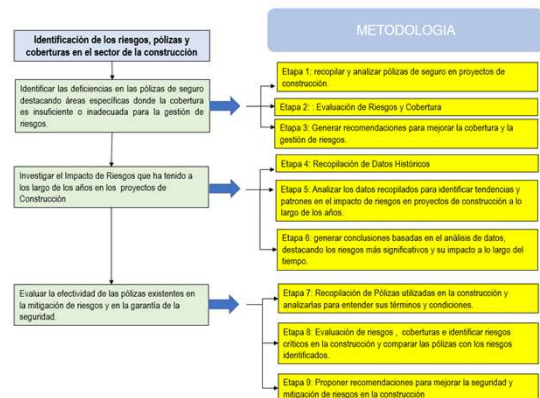 METODOLOGIA
Identificación de los riesgos, pólizas y
coberturas en el sector de la construcción
Identificar las deficiencias en las pólizas de seguro
destacando áreas específicas donde la cobertura
es insuficiente o inadecuada para la gestión de
riesgos.
Etapa 1: recopilar y analizar pólizas de seguro en proyectos de
construcción.
Etapa 2: : Evaluación de Riesgos y Cobertura
Etapa 3: Generar recomendaciones para mejorar la cobertura y la
gestión de riesgos.
Investigar el Impacto de Riesgos que ha tenido a
los largo de los años en los proyectos de
Construcción
Etapa 4: Recopilación de Datos Históricos
Etapa 5: Analizar los datos recopilados para identificar tendencias y
patrones en el impacto de riesgos en proyectos de construcción a lo
largo de los años.
Etapa 6: generar conclusiones basadas en el análisis de datos,
destacando los riesgos más significativos y su impacto a lo largo del
tiempo.
Evaluar la efectividad de las pólizas existentes en
la mitigación de riesgos y en la garantía de la
seguridad.
Etapa 7: Recopilación de Pólizas utilizadas en la construcción y
analizarlas para entender sus términos y condiciones.
Etapa 8: Evaluación de riesgos , coberturas e identificar riesgos
críticos en la construcción y comparar las pólizas con los riesgos
identificados.
Etapa 9: Proponer recomendaciones para mejorar la seguridad y
mitigación de riesgos en la construcción